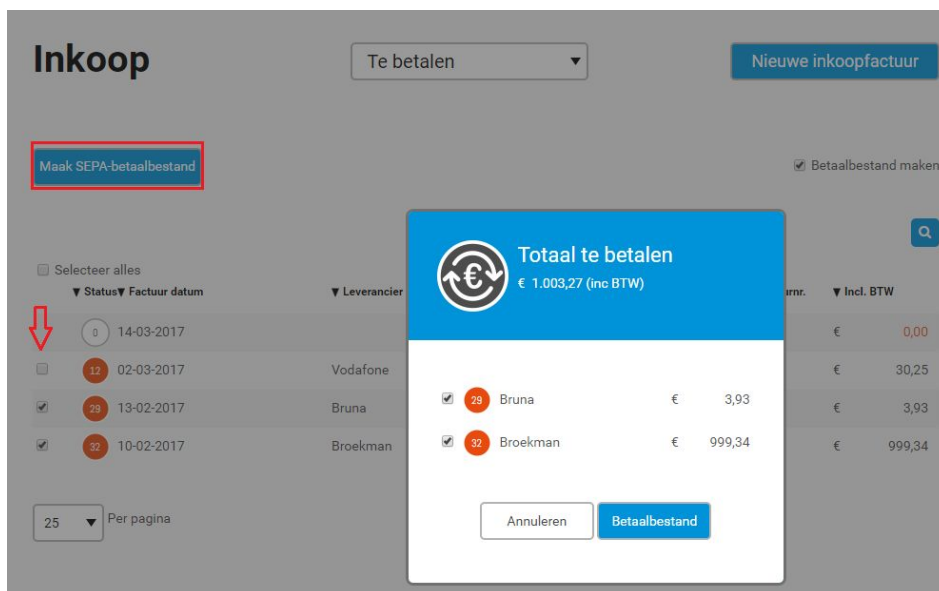 Inkoop
Te betalen
Nieuwe inkoopfactuur
Maak SEPA-betaalbestand
Betaalbestand maken
Selecteer alles
▼ Status▼ Factuur datum ▼ Leverancier urnr. ▼ Incl. BTW
0 14-03-2017 € 0,00
12 02-03-2017 Vodafone € 30,25
29 13-02-2017 Bruna € 3,93
32 10-02-2017 Broekman € 999,34
25 Per pagina
Totaal te betalen
€ 1.003,27 (inc BTW)
29 Bruna € 3,93
32 Broekman € 999,34
Annuleren
Betaalbestand